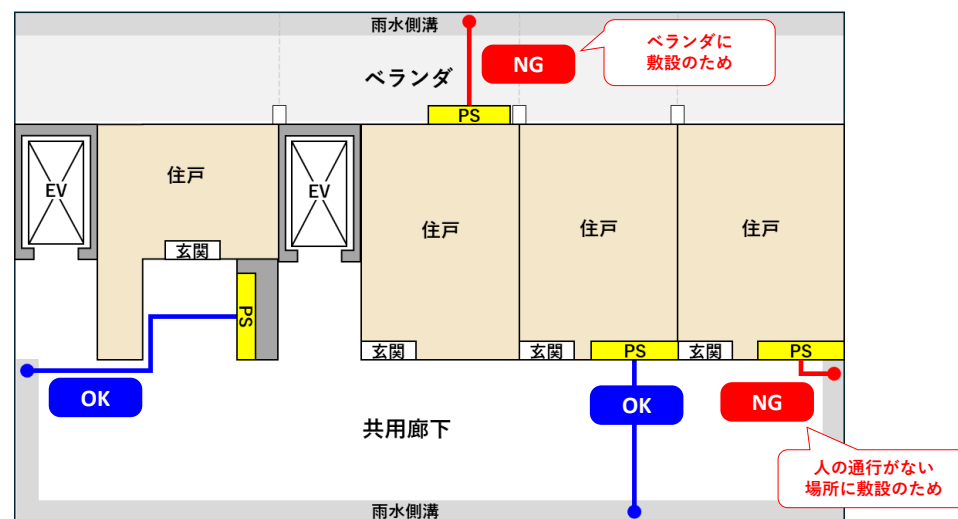 雨水側溝
NG
ベランダに
敷設のため
ベランダ
PS
EV
住戸
EV
住戸
住戸
住戸
玄関
PS
玄関
玄関
PS
玄関
PS
OK
OK
NG
共用廊下
人の通行がない
場所に敷設のため
雨水側溝